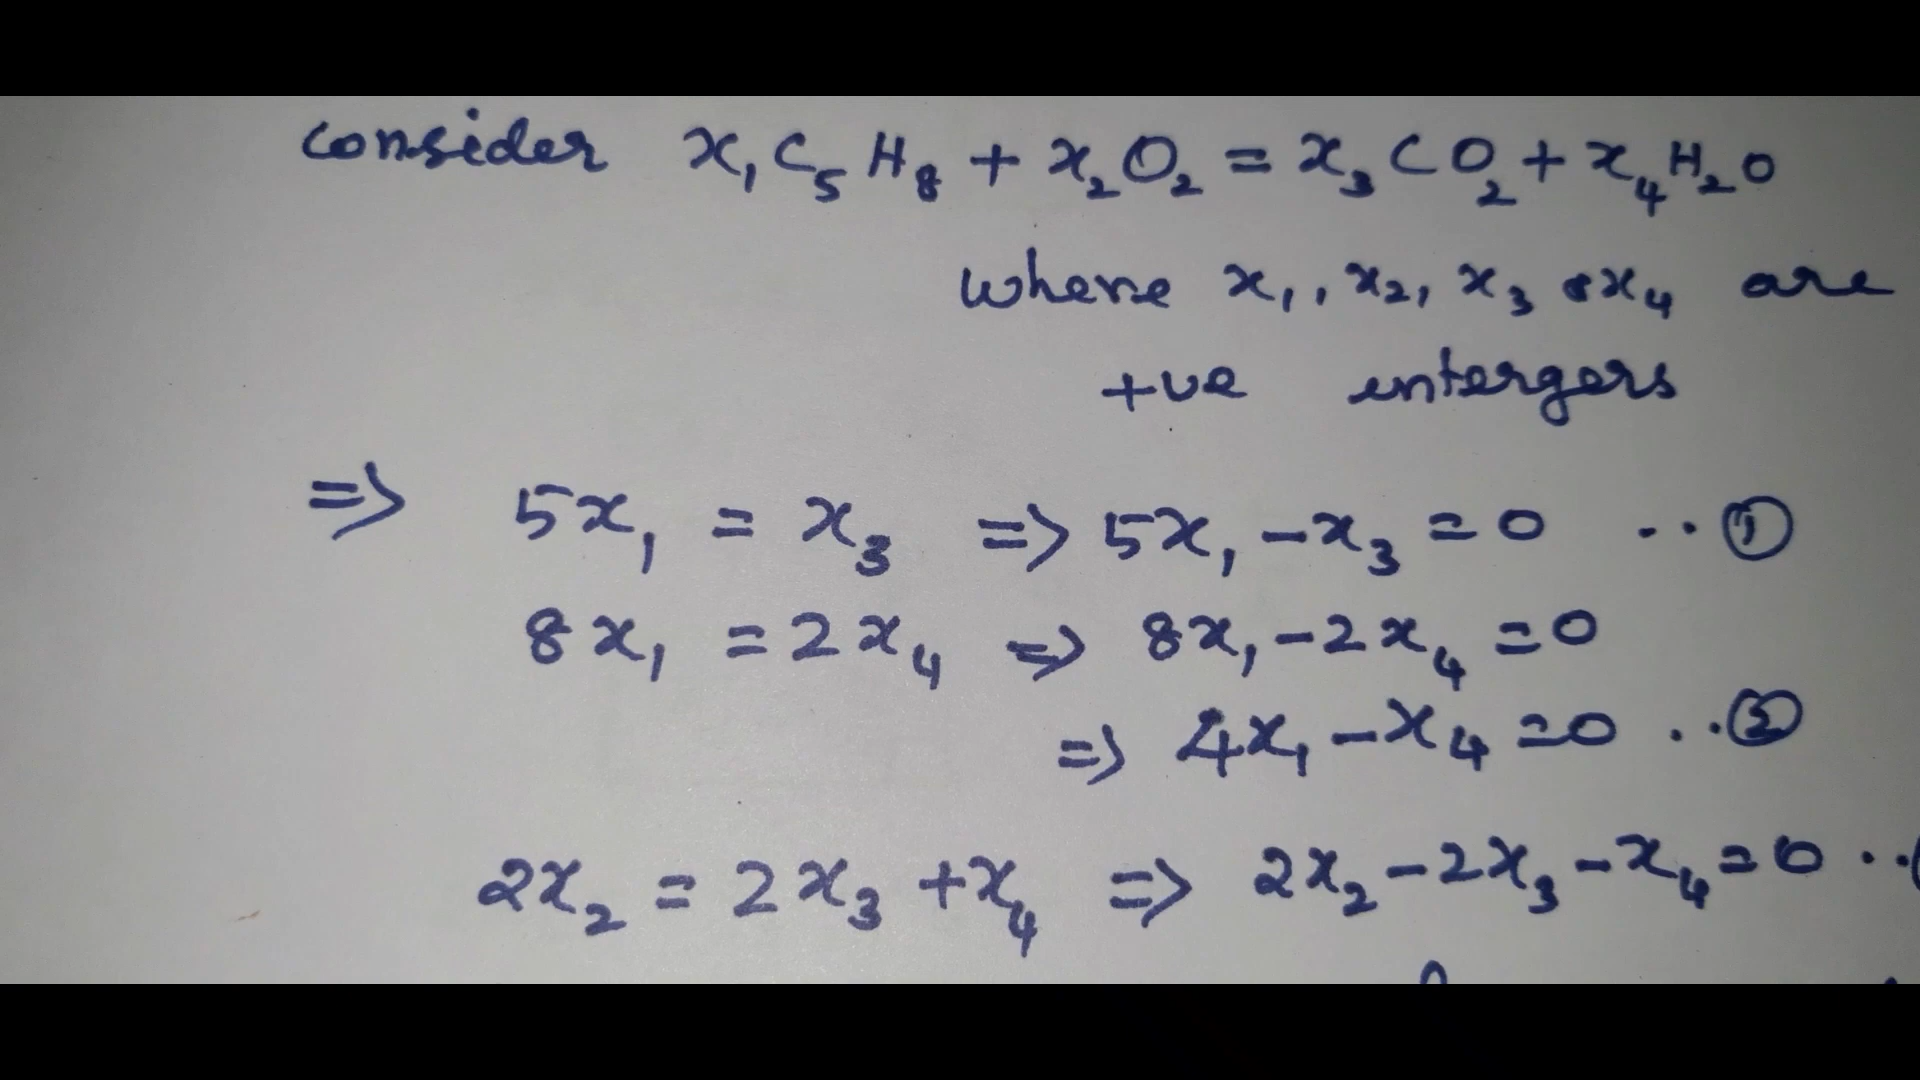 consider x₁C₅H₈ + x₂O₂ = x₃CO₂ + x₄H₂O
where x₁, x₂, x₃ & x₄ are
+ve intergers
=> 5x₁ = x₃ => 5x₁ - x₃ = 0 .. ①
8x₁ = 2x₄ => 8x₁ - 2x₄ = 0
=> 4x₁ - x₄ = 0 .. ②
2x₂ = 2x₃ + x₄ => 2x₂ - 2x₃ - x₄ = 0 ..